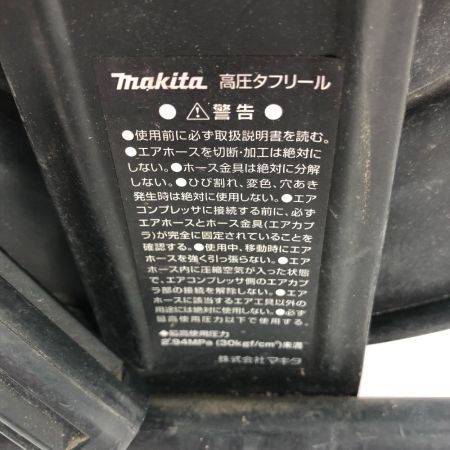 makita 高圧タフリール
● ⚠警告 ●
●使用前に必ず取扱説明書を読む。
●エアホースを切断・加工は絶対に
しない。●ホース金具は絶対に分解
しない。●ひび割れ、変色、穴あき
発生時は絶対に使用しない。●エア
コンプレッサに接続する前に、必ず
エアホースとホース金具(エアカプ
ラ)が完全に固定されていることを
確認する。●使用中、移動時にエア
ホースを強く引っ張らない。●エア
ホース内に圧縮空気が入った状態
で、エアコンプレッサ側のエアカプ
ラ部の接続を解除しない。●エア
ホースに該当するエア工具以外の
用途には絶対に使用しない。●必ず
最高使用圧力以下で使用する。
◆最高使用圧力
2.94MPa(30kgf/cm²)未満
株式会社マキタ